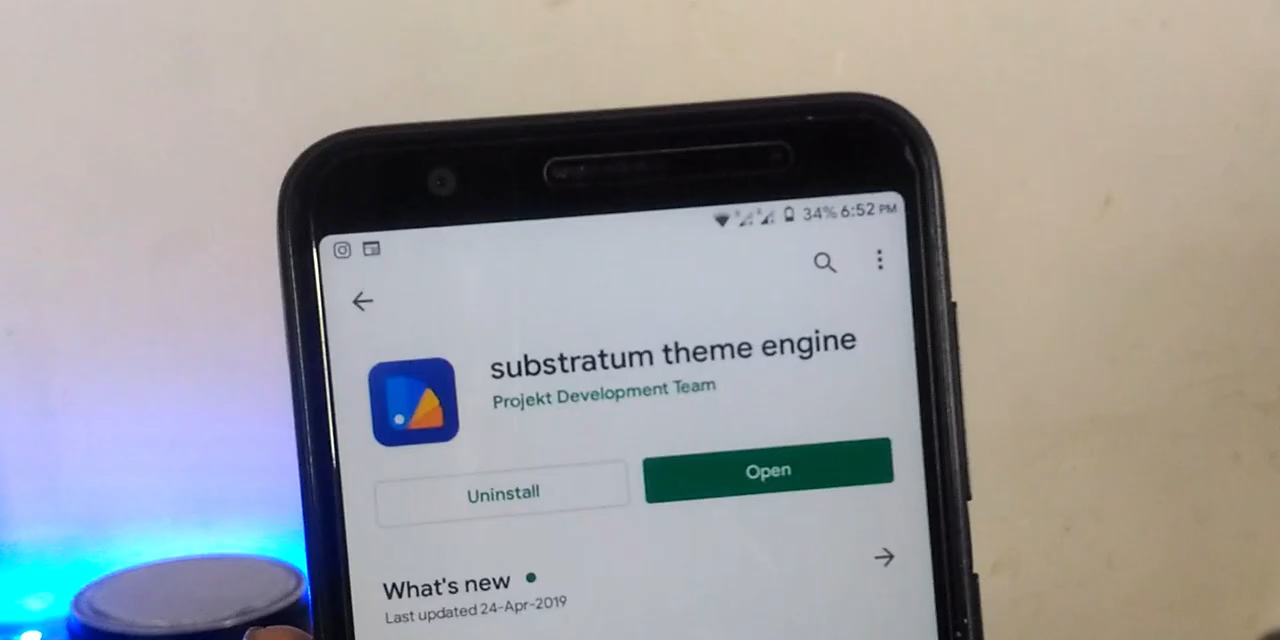 34% 6:52 PM
substratum theme engine
Projekt Development Team
Uninstall
Open
What's new
Last updated 24-Apr-2019